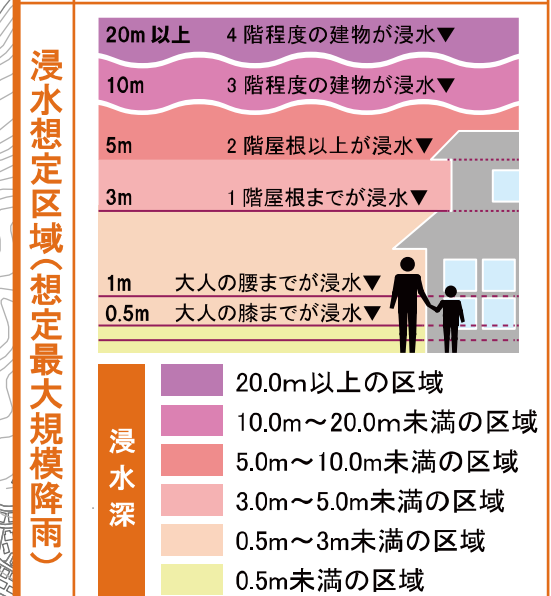 浸水想定区域(想定最大規模降雨)
20m以上 4階程度の建物が浸水▼
10m 3階程度の建物が浸水▼
5m 2階屋根以上が浸水▼
3m 1階屋根までが浸水▼
1m 大人の腰までが浸水▼
0.5m 大人の膝までが浸水▼
浸水深
20.0m以上の区域
10.0m～20.0m未満の区域
5.0m～10.0m未満の区域
3.0m～5.0m未満の区域
0.5m～3m未満の区域
0.5m未満の区域